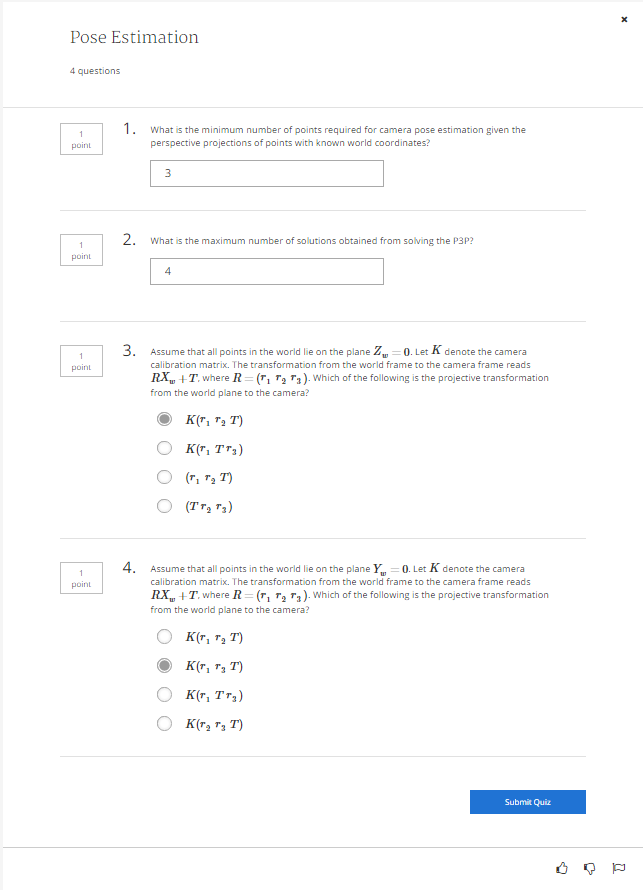 ×
Pose Estimation
4 questions
1
point
1. What is the minimum number of points required for camera pose estimation given the
perspective projections of points with known world coordinates?
3
1
point
2. What is the maximum number of solutions obtained from solving the P3P?
4
1
point
3. Assume that all points in the world lie on the plane Z_w = 0. Let K denote the camera
calibration matrix. The transformation from the world frame to the camera frame reads
RX_w + T, where R = (r_1 r_2 r_3). Which of the following is the projective transformation
from the world plane to the camera?
K(r_1 r_2 T)
K(r_1 T r_3)
(r_1 r_2 T)
(T r_2 r_3)
1
point
4. Assume that all points in the world lie on the plane Y_w = 0. Let K denote the camera
calibration matrix. The transformation from the world frame to the camera frame reads
RX_w + T, where R = (r_1 r_2 r_3). Which of the following is the projective transformation
from the world plane to the camera?
K(r_1 r_2 T)
K(r_1 r_3 T)
K(r_1 T r_3)
K(r_2 r_3 T)
Submit Quiz